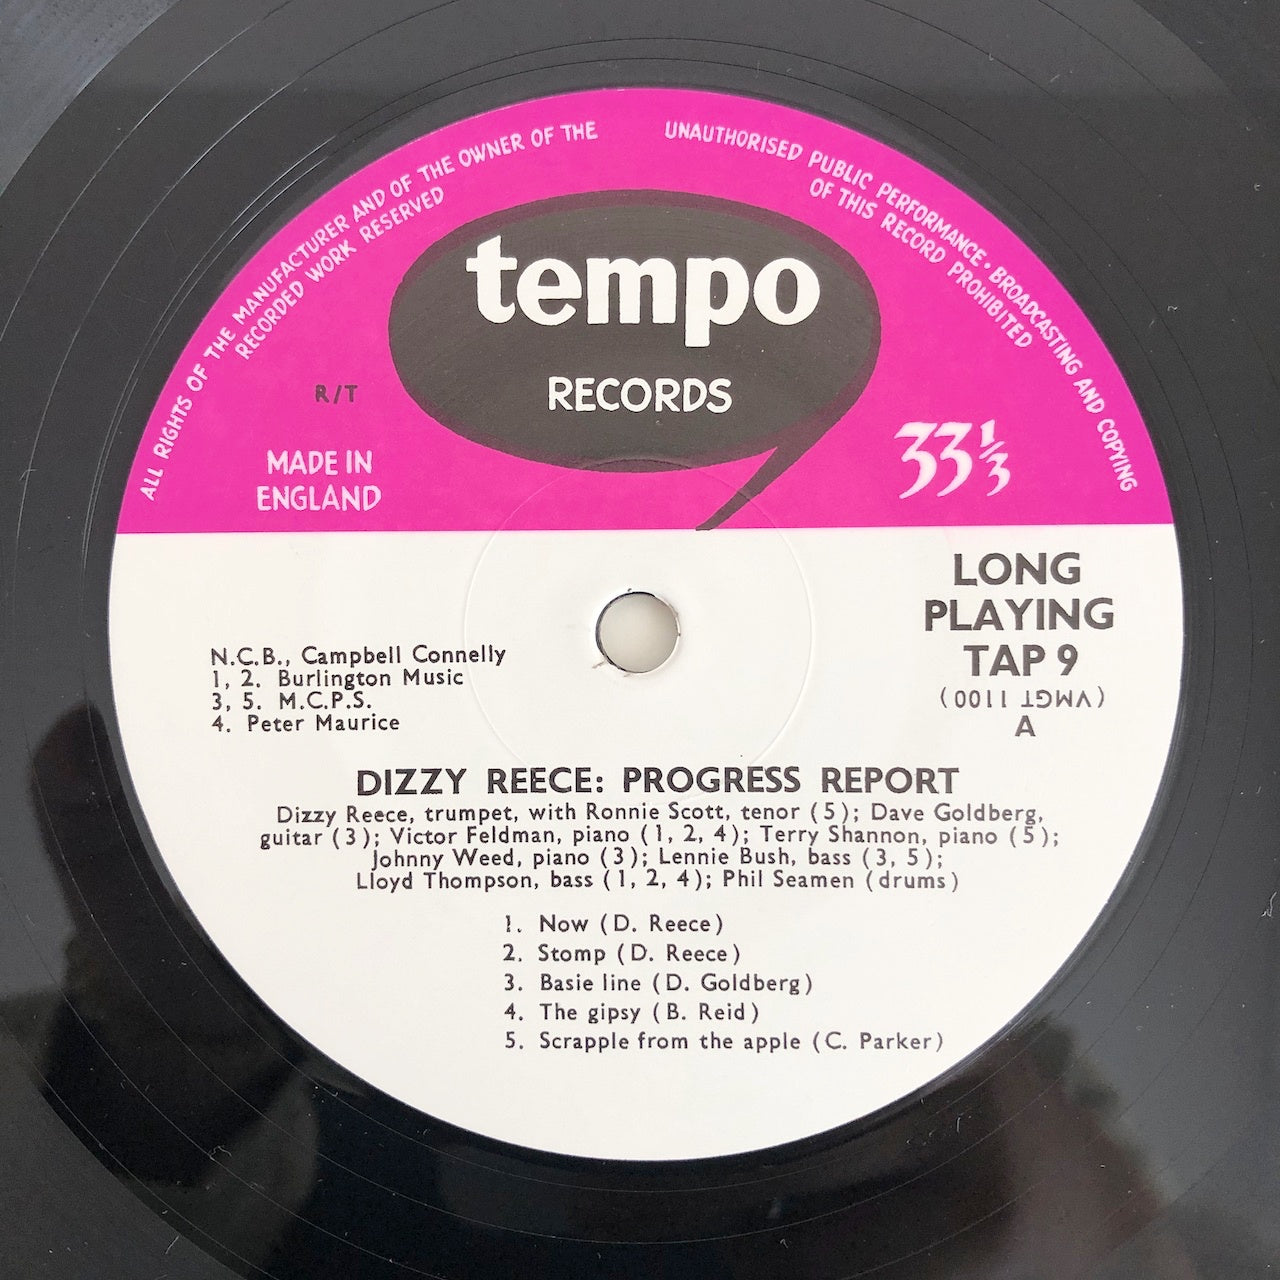 ALL RIGHTS OF THE MANUFACTURER AND OF THE OWNER OF THE
RECORDED WORK RESERVED
UNAUTHORISED PUBLIC PERFORMANCE · BROADCASTING AND COPYING
OF THIS RECORD PROHIBITED
tempo
RECORDS
R/T
MADE IN
ENGLAND
33 1/3
LONG
PLAYING
TAP 9
(VMGT 1100)
A
N.C.B., Campbell Connelly
1, 2. Burlington Music
3, 5. M.C.P.S.
4. Peter Maurice
DIZZY REECE: PROGRESS REPORT
Dizzy Reece, trumpet, with Ronnie Scott, tenor (5); Dave Goldberg,
guitar (3); Victor Feldman, piano (1, 2, 4); Terry Shannon, piano (5);
Johnny Weed, piano (3); Lennie Bush, bass (3, 5);
Lloyd Thompson, bass (1, 2, 4); Phil Seamen (drums)
1. Now (D. Reece)
2. Stomp (D. Reece)
3. Basie line (D. Goldberg)
4. The gipsy (B. Reid)
5. Scrapple from the apple (C. Parker)